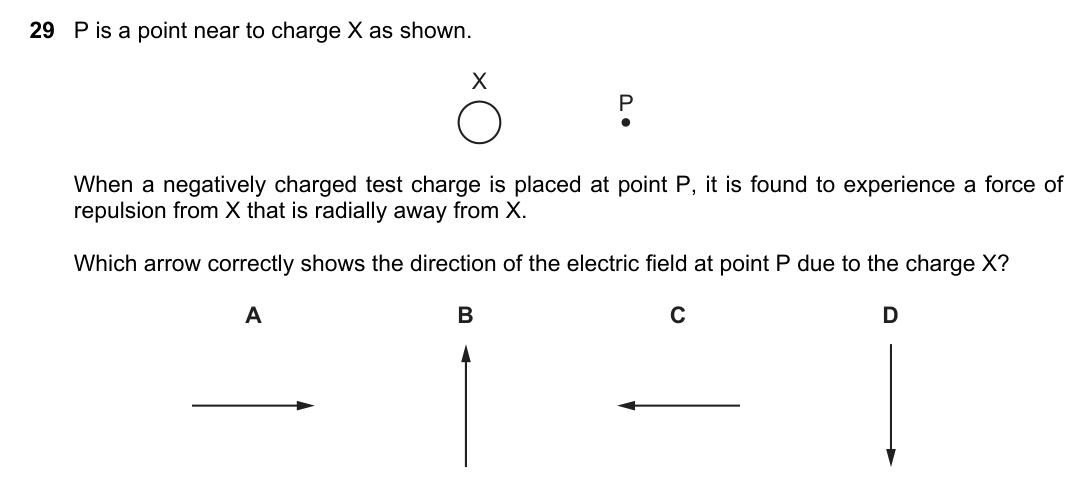 29 P is a point near to charge X as shown.
X
P
When a negatively charged test charge is placed at point P, it is found to experience a force of
repulsion from X that is radially away from X.
Which arrow correctly shows the direction of the electric field at point P due to the charge X?
A B C D